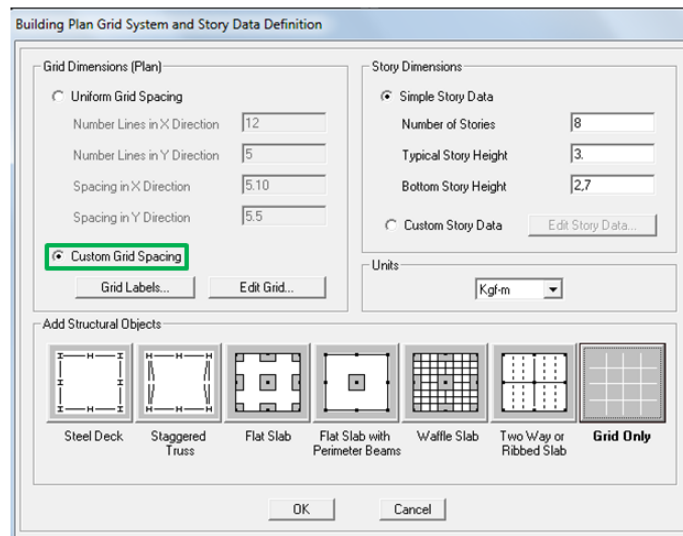 Building Plan Grid System and Story Data Definition
Grid Dimensions (Plan)
Uniform Grid Spacing
Number Lines in X Direction 12
Number Lines in Y Direction 5
Spacing in X Direction 5.10
Spacing in Y Direction 5.5
Custom Grid Spacing
Grid Labels... Edit Grid...
Story Dimensions
Simple Story Data
Number of Stories 8
Typical Story Height 3.
Bottom Story Height 2,7
Custom Story Data Edit Story Data...
Units
Kgf-m
Add Structural Objects
Steel Deck
Staggered
Truss
Flat Slab
Flat Slab with
Perimeter Beams
Waffle Slab
Two Way or
Ribbed Slab
Grid Only
OK Cancel